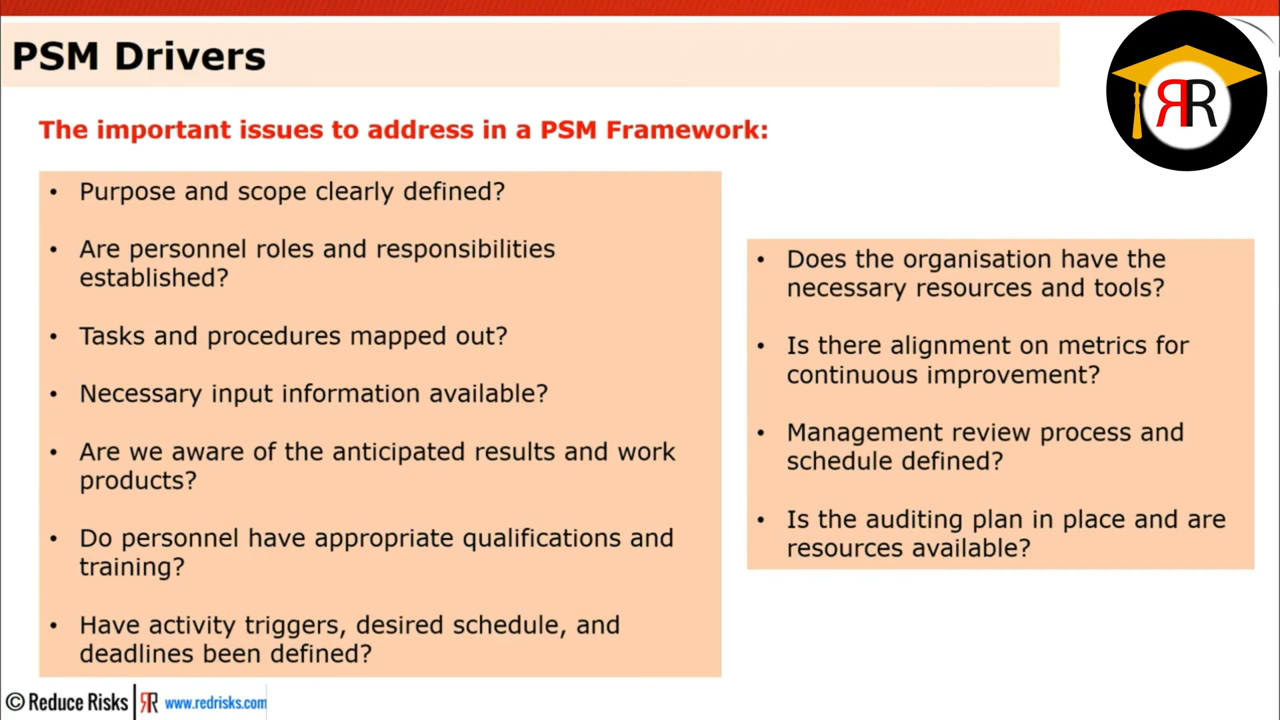 PSM Drivers
ЯR
The important issues to address in a PSM Framework:
• Purpose and scope clearly defined?
• Are personnel roles and responsibilities
established?
• Tasks and procedures mapped out?
• Necessary input information available?
• Are we aware of the anticipated results and work
products?
• Do personnel have appropriate qualifications and
training?
• Have activity triggers, desired schedule, and
deadlines been defined?
• Does the organisation have the
necessary resources and tools?
• Is there alignment on metrics for
continuous improvement?
• Management review process and
schedule defined?
• Is the auditing plan in place and are
resources available?
© Reduce Risks | ЯR www.redrisks.com